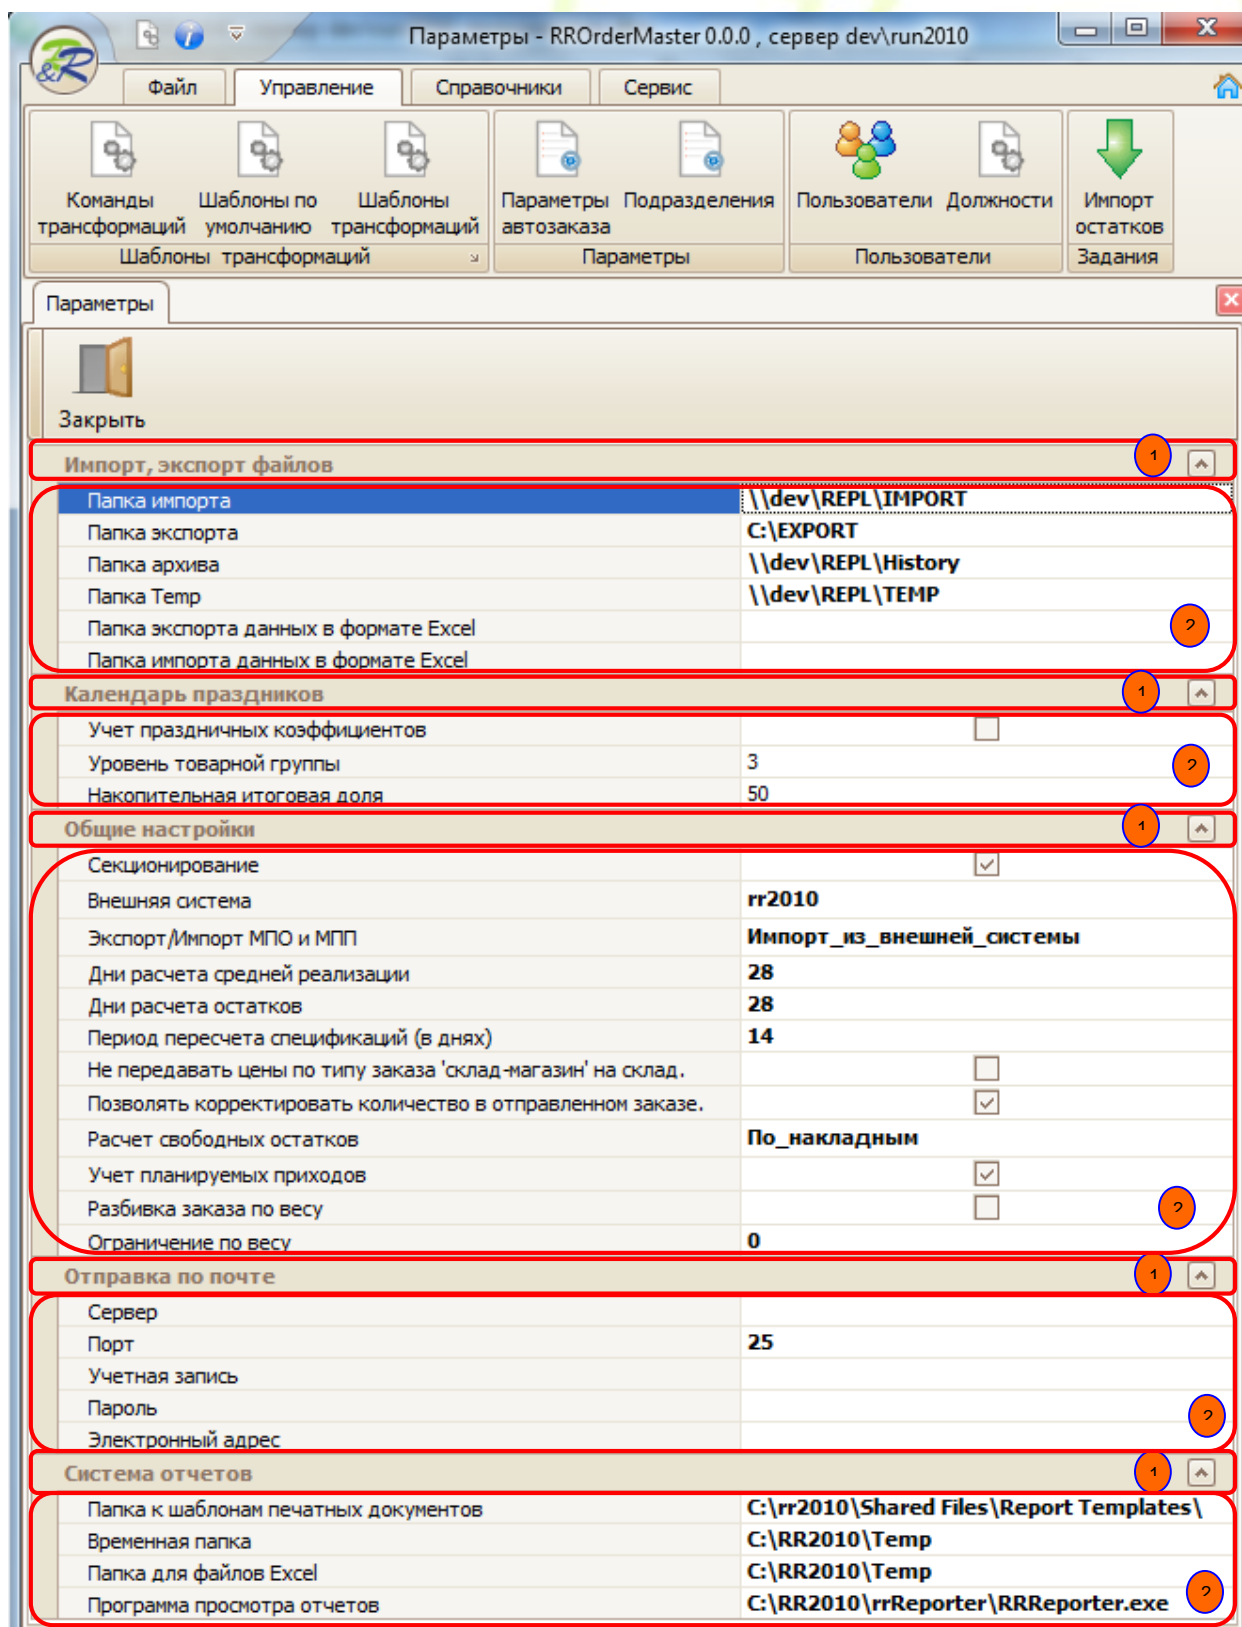 Параметры - RROrderMaster 0.0.0 , сервер dev\run2010
&R
Файл Управление Справочники Сервис
Команды трансформаций
Шаблоны по умолчанию
Шаблоны трансформаций
Параметры автозаказа
Подразделения
Пользователи
Должности
Импорт остатков
Шаблоны трансформаций Параметры Пользователи Задания
Параметры
Закрыть
Импорт, экспорт файлов 1
Папка импорта \\dev\REPL\IMPORT
Папка экспорта C:\EXPORT
Папка архива \\dev\REPL\History
Папка Temp \\dev\REPL\TEMP
Папка экспорта данных в формате Excel 2
Папка импорта данных в формате Excel
Календарь праздников 1
Учет праздничных коэффициентов
Уровень товарной группы 3 2
Накопительная итоговая доля 50
Общие настройки 1
Секционирование
Внешняя система rr2010
Экспорт/Импорт МПО и МПП Импорт_из_внешней_системы
Дни расчета средней реализации 28
Дни расчета остатков 28
Период пересчета спецификаций (в днях) 14
Не передавать цены по типу заказа 'склад-магазин' на склад.
Позволять корректировать количество в отправленном заказе.
Расчет свободных остатков По_накладным
Учет планируемых приходов
Разбивка заказа по весу 2
Ограничение по весу 0
Отправка по почте 1
Сервер
Порт 25
Учетная запись
Пароль 2
Электронный адрес
Система отчетов 1
Папка к шаблонам печатных документов C:\rr2010\Shared Files\Report Templates\
Временная папка C:\RR2010\Temp
Папка для файлов Excel C:\RR2010\Temp
Программа просмотра отчетов C:\RR2010\rrReporter\RRReporter.exe 2